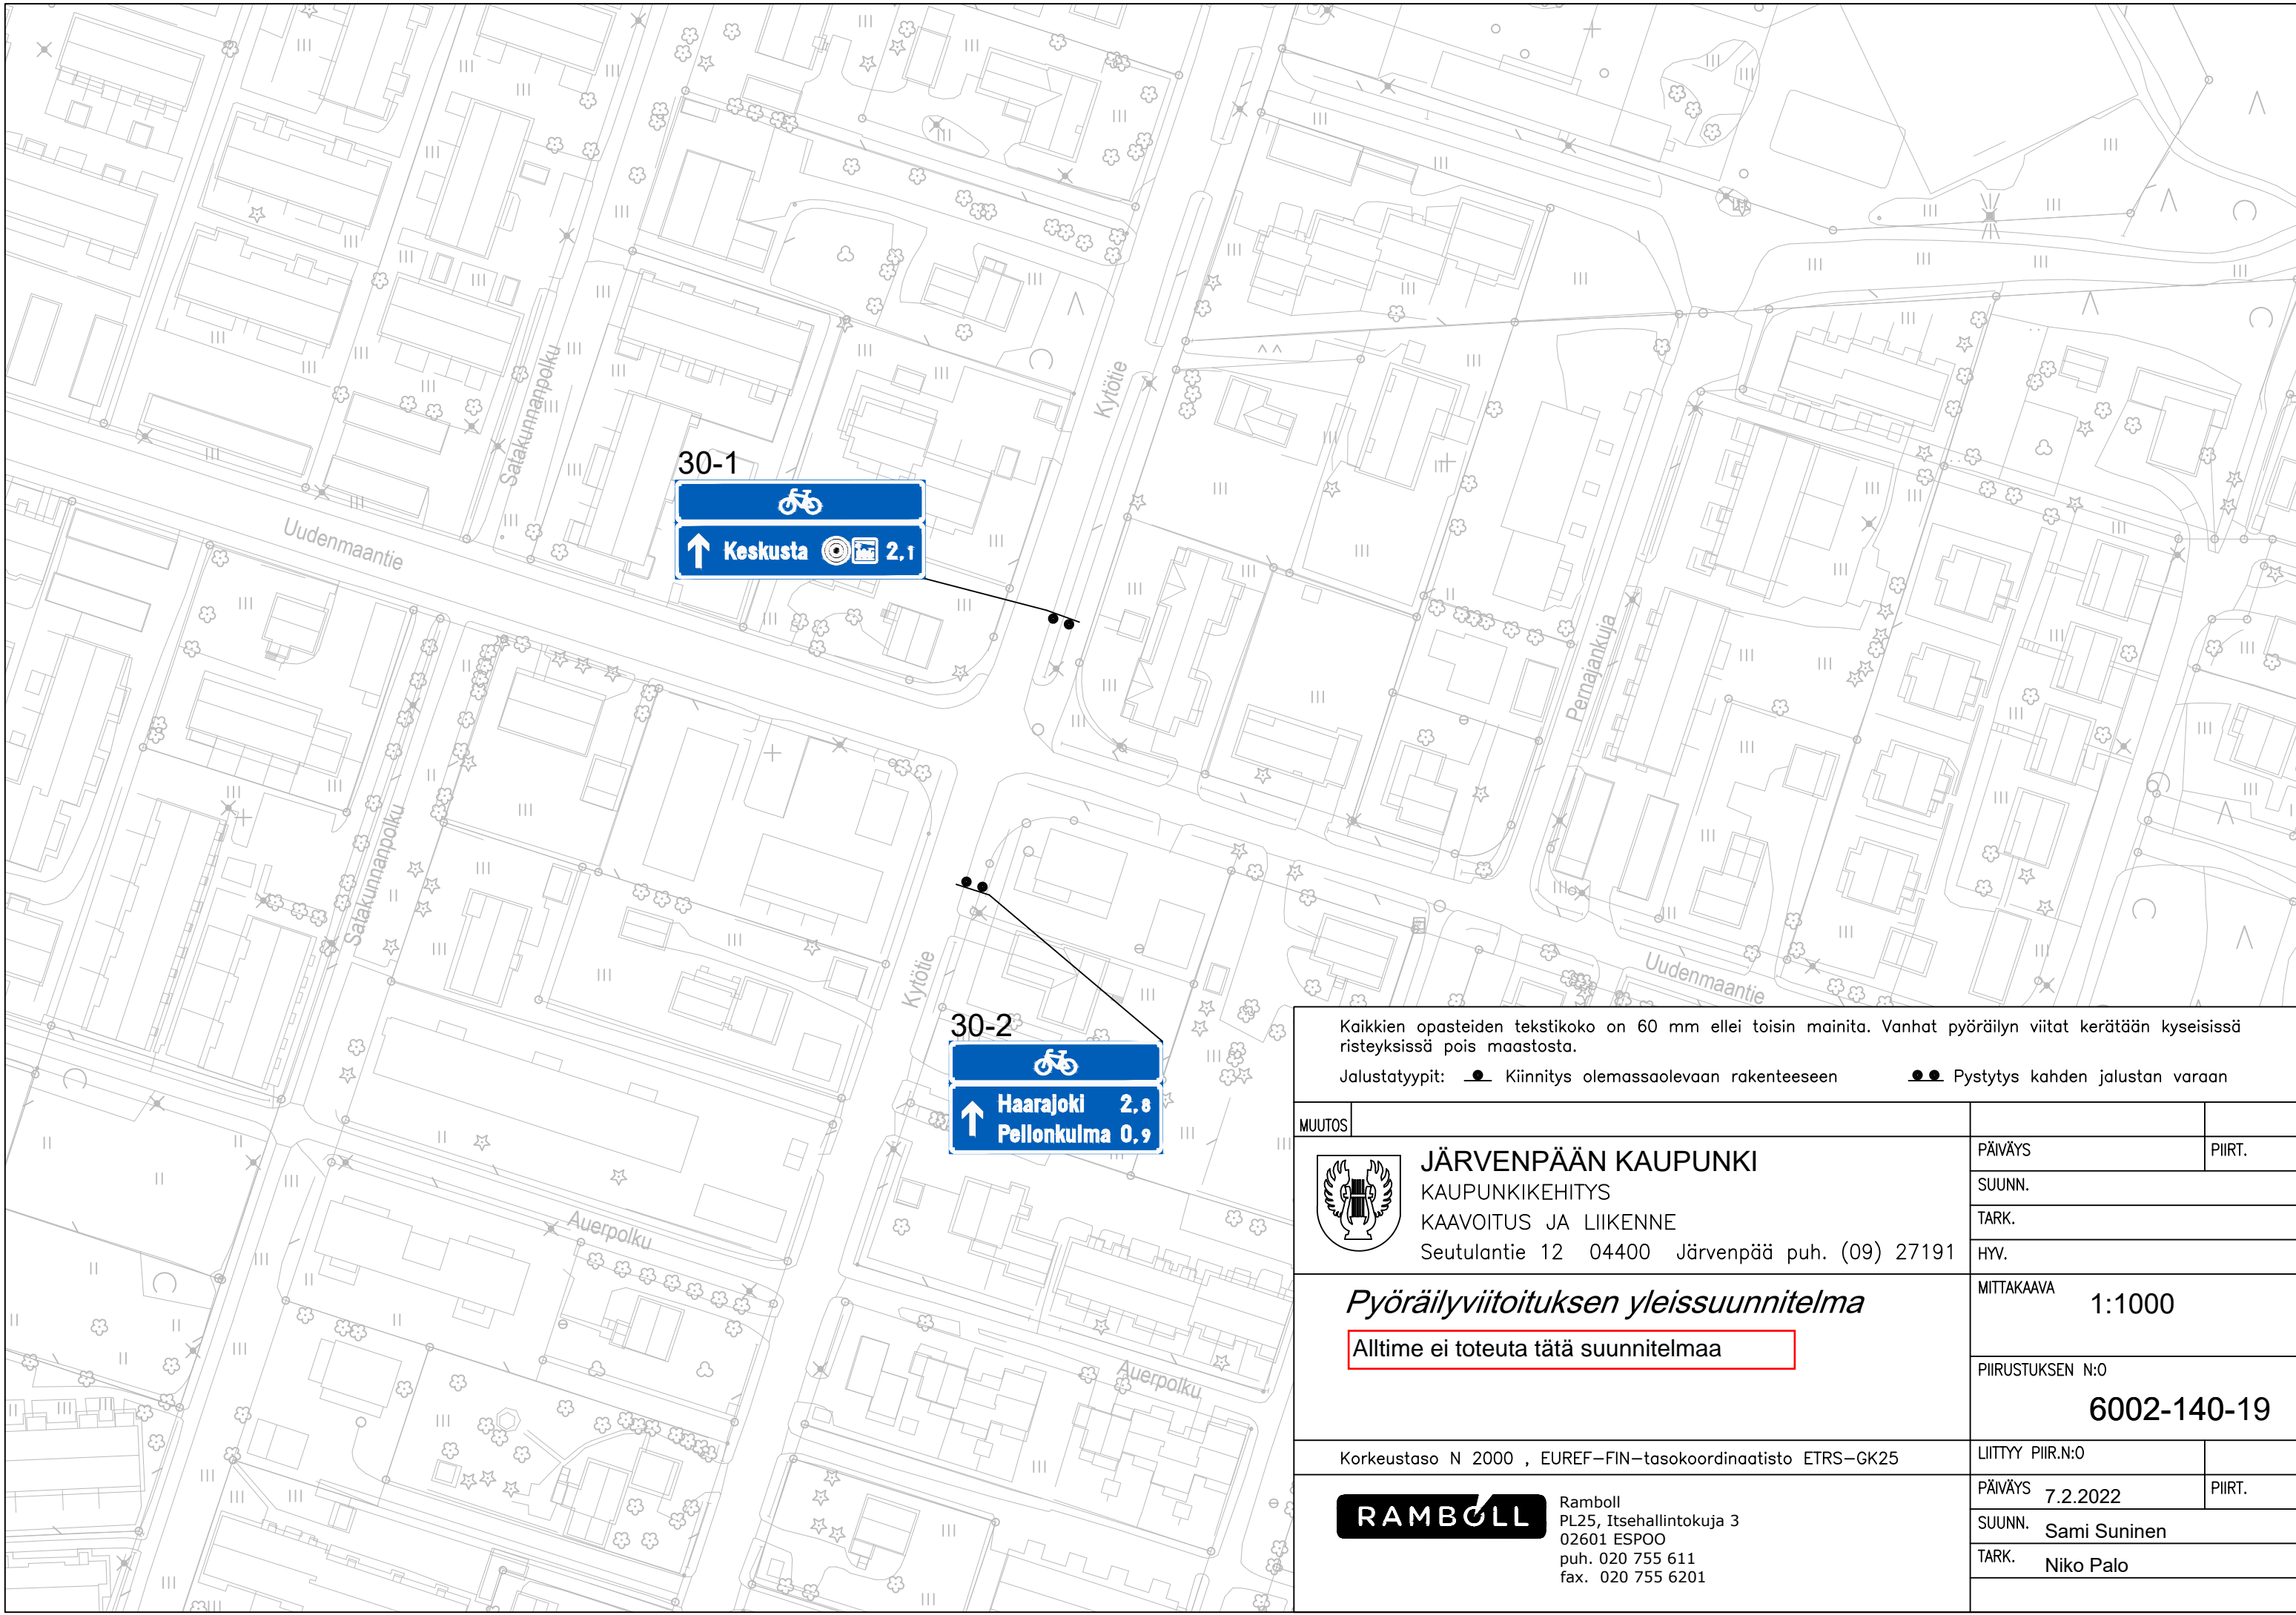 Kytötie
Satakunnanpolku
30-1
Keskusta 2,1
Uudenmaantie
Pernajankuja
Satakunnanpolku
Kytötie
Uudenmaantie
30-2
Haarajoki 2,8
Pellonkulma 0,9
Auerpolku
Auerpolku
Kaikkien opasteiden tekstikoko on 60 mm ellei toisin mainita. Vanhat pyöräilyn viitat kerätään kyseisissä
risteyksissä pois maastosta.
Jalustatyypit: Kiinnitys olemassaolevaan rakenteeseen Pystytys kahden jalustan varaan
MUUTOS
JÄRVENPÄÄN KAUPUNKI
KAUPUNKIKEHITYS
KAAVOITUS JA LIIKENNE
Seutulantie 12 04400 Järvenpää puh. (09) 27191
PÄIVÄYS PIIRT.
SUUNN.
TARK.
HYV.
Pyöräilyviitoituksen yleissuunnitelma
Alltime ei toteuta tätä suunnitelmaa
MITTAKAAVA
1:1000
PIIRUSTUKSEN N:O
6002-140-19
Korkeustaso N 2000 , EUREF-FIN-tasokoordinaatisto ETRS-GK25
LIITTYY PIIR.N:O
RAMBOLL
Ramboll
PL25, Itsehallintokuja 3
02601 ESPOO
puh. 020 755 611
fax. 020 755 6201
PÄIVÄYS 7.2.2022 PIIRT.
SUUNN. Sami Suninen
TARK. Niko Palo